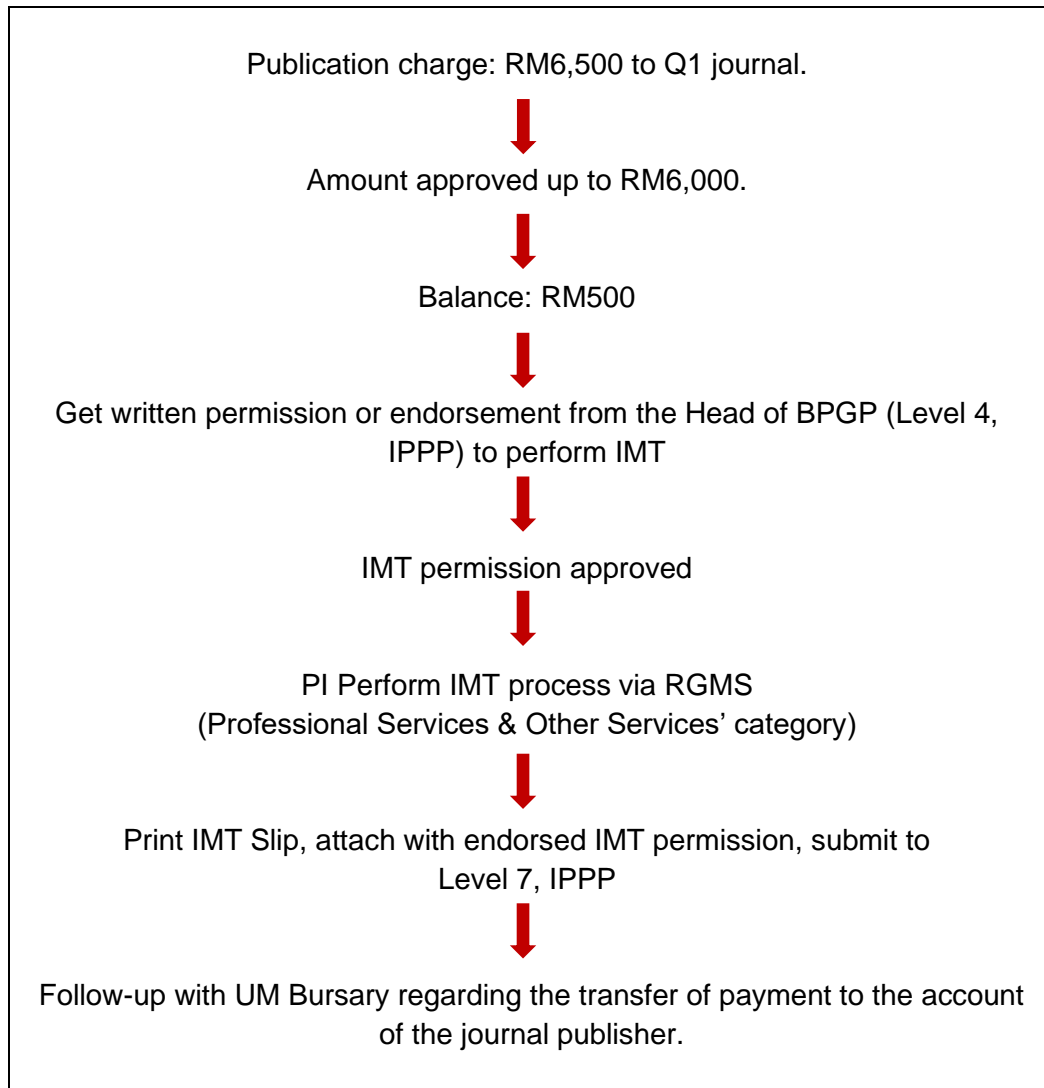 Publication charge: RM6,500 to Q1 journal.
Amount approved up to RM6,000.
Balance: RM500
Get written permission or endorsement from the Head of BPGP (Level 4,
IPPP) to perform IMT
IMT permission approved
PI Perform IMT process via RGMS
(Professional Services & Other Services’ category)
Print IMT Slip, attach with endorsed IMT permission, submit to
Level 7, IPPP
Follow-up with UM Bursary regarding the transfer of payment to the account
of the journal publisher.